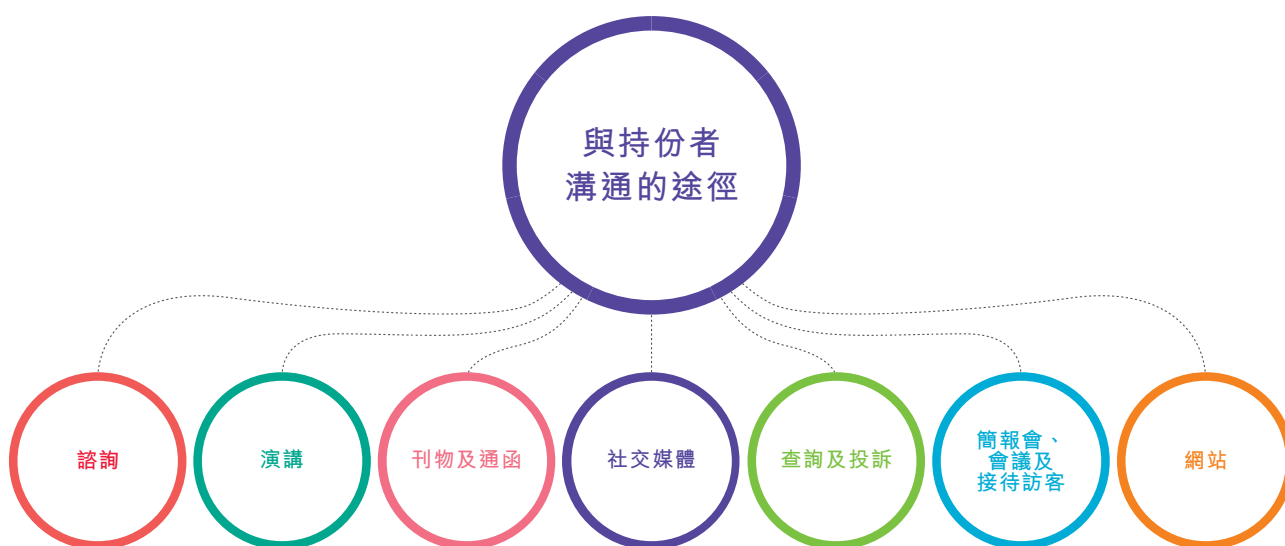 與持份者
溝通的途徑
諮詢
演講
刊物及通函
社交媒體
查詢及投訴
簡報會、
會議及
接待訪客
網站